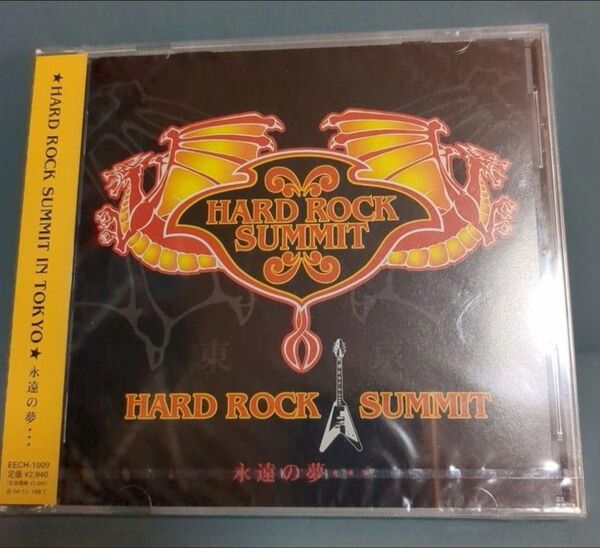 ★HARD ROCK SUMMIT IN TOKYO★永遠の夢・・・
EECH-1009
定価 ¥2,940
HARD ROCK
SUMMIT
東
HARD ROCK SUMMIT
永遠の夢・・・